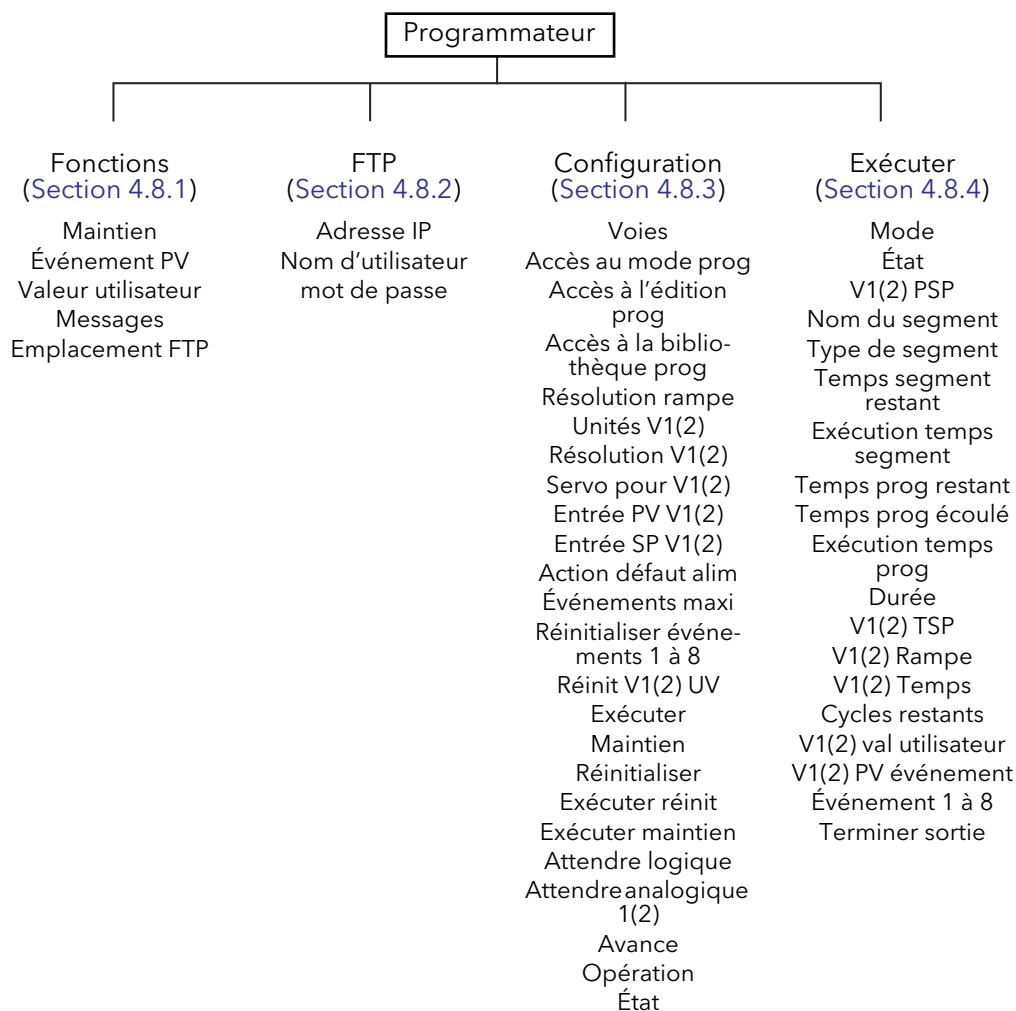 Programmateur
Fonctions
(Section 4.8.1)
Maintien
Événement PV
Valeur utilisateur
Messages
Emplacement FTP
FTP
(Section 4.8.2)
Adresse IP
Nom d'utilisateur
mot de passe
Configuration
(Section 4.8.3)
Voies
Accès au mode prog
Accès à l'édition
prog
Accès à la biblio-
thèque prog
Résolution rampe
Unités V1(2)
Résolution V1(2)
Servo pour V1(2)
Entrée PV V1(2)
Entrée SP V1(2)
Action défaut alim
Événements maxi
Réinitialiser événe-
ments 1 à 8
Réinit V1(2) UV
Exécuter
Maintien
Réinitialiser
Exécuter réinit
Exécuter maintien
Attendre logique
Attendre analogique
1(2)
Avance
Opération
État
Exécuter
(Section 4.8.4)
Mode
État
V1(2) PSP
Nom du segment
Type de segment
Temps segment
restant
Exécution temps
segment
Temps prog restant
Temps prog écoulé
Exécution temps
prog
Durée
V1(2) TSP
V1(2) Rampe
V1(2) Temps
Cycles restants
V1(2) val utilisateur
V1(2) PV événement
Événement 1 à 8
Terminer sortie